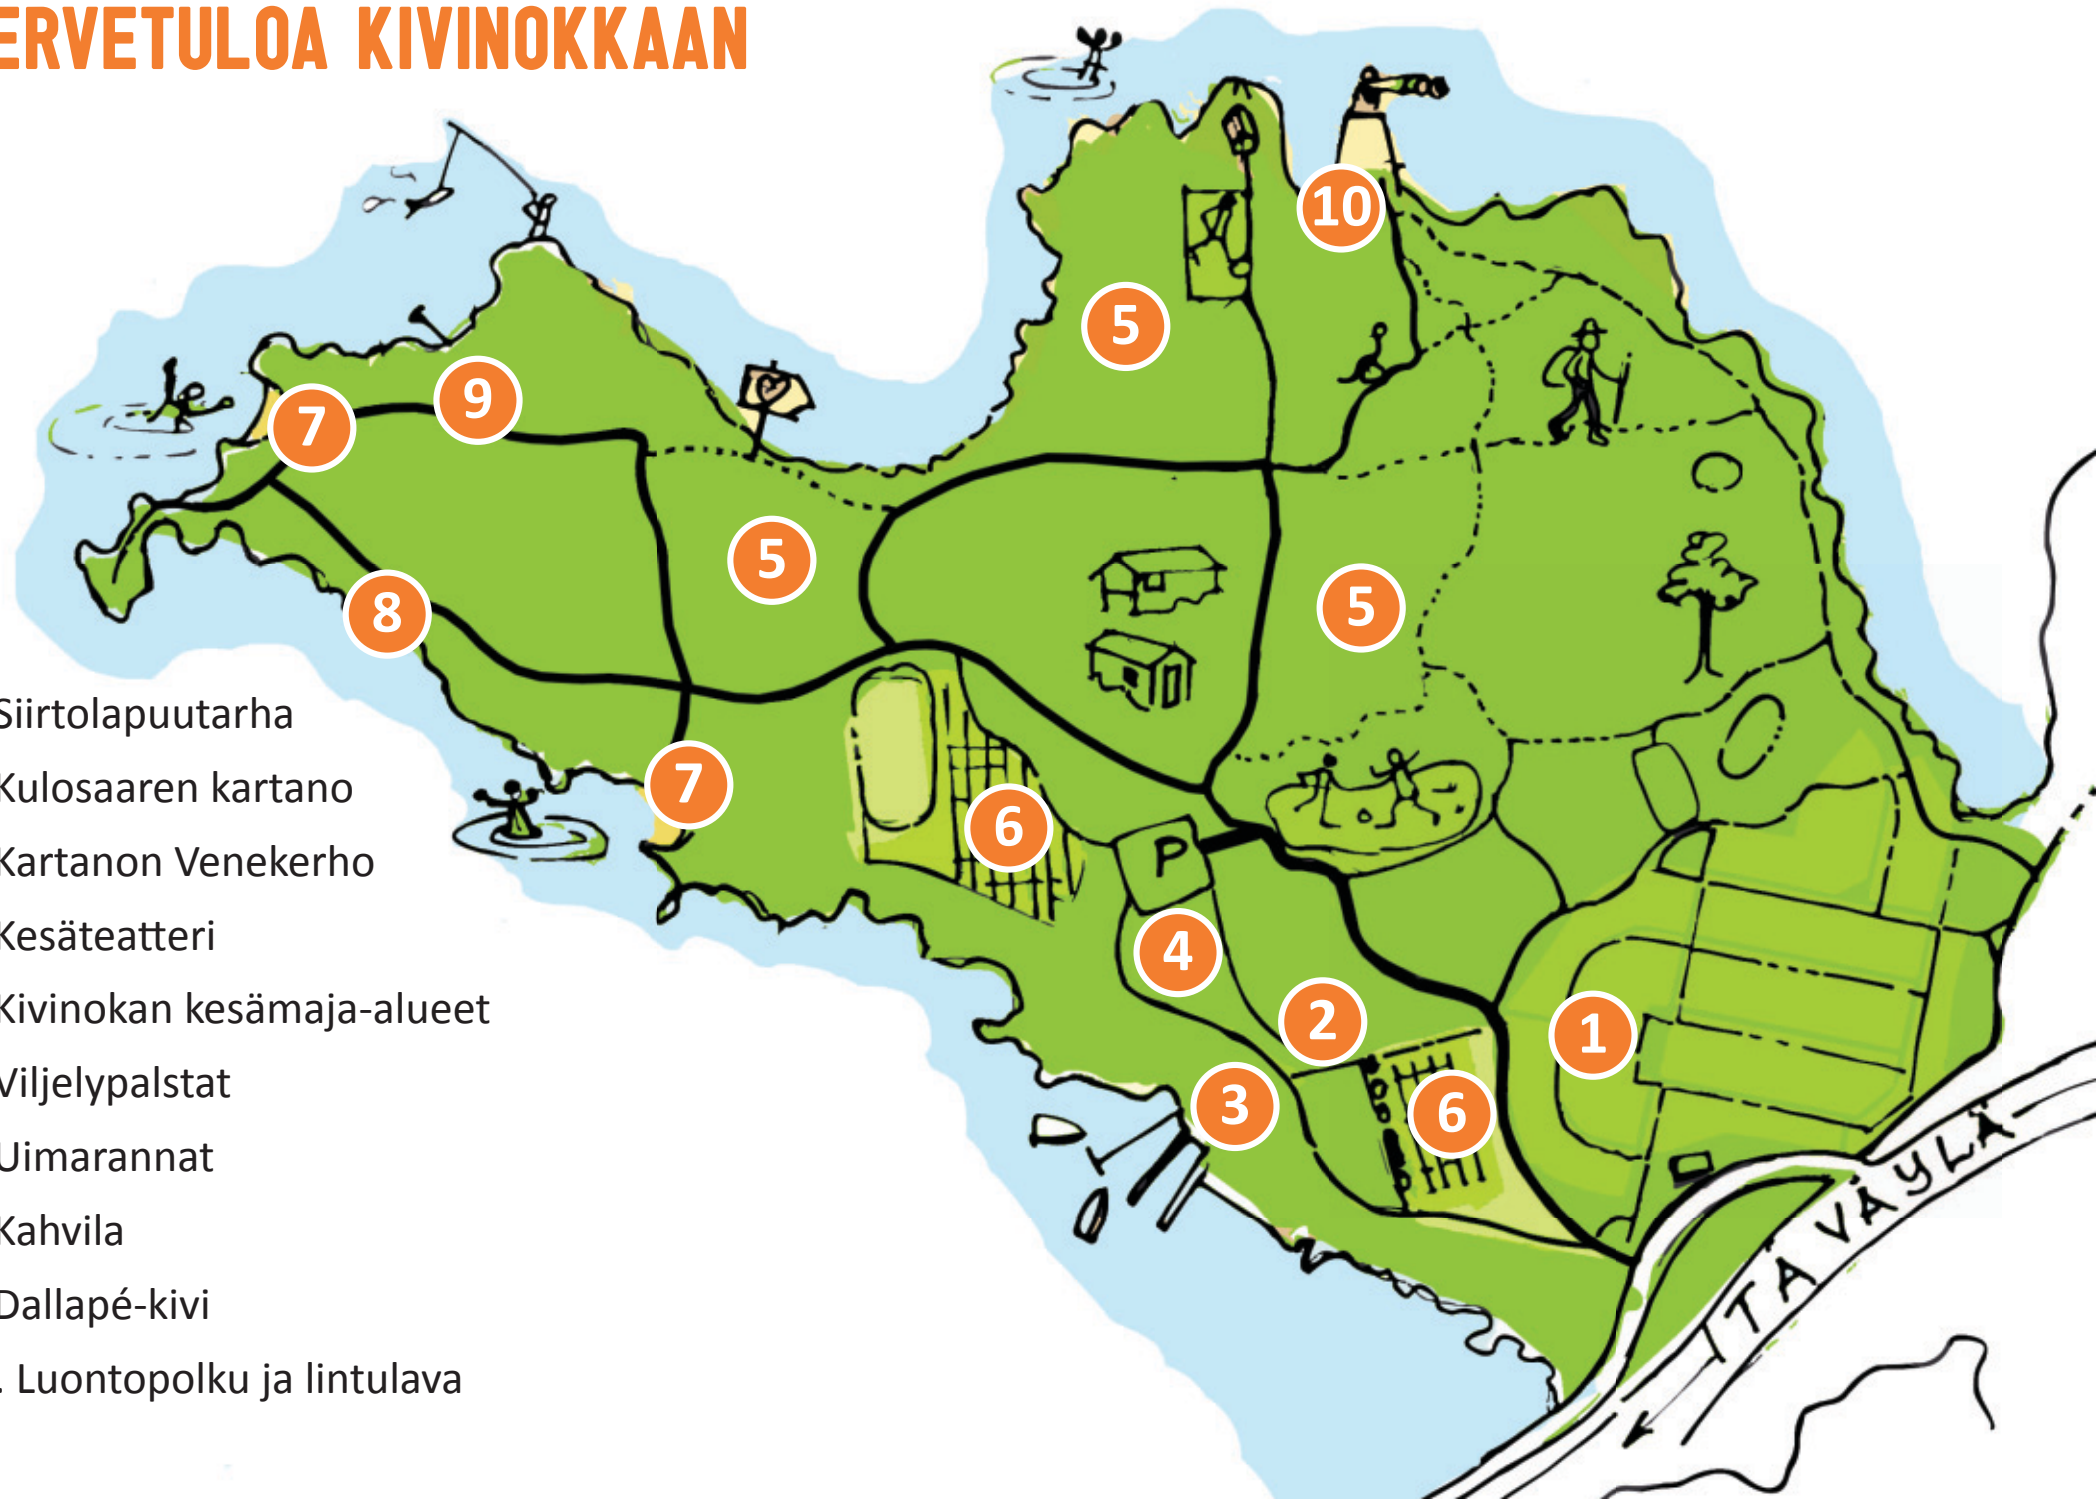 ERVETULOA KIVINOKKAAN
10
5
9
7
5
5
8
7
6
P
4
2
1
3
6
Siirtolapuutarha
Kulosaaren kartano
Kartanon Venekerho
Kesäteatteri
Kivinokan kesämaja-alueet
Viljelypalstat
Uimarannat
Kahvila
Dallapé-kivi
. Luontopolku ja lintulava
ITÄVÄYLÄ